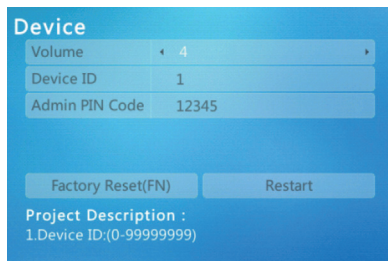 Device
Volume 4
Device ID 1
Admin PIN Code 12345
Factory Reset(FN) Restart
Project Description :
1.Device ID:(0-99999999)